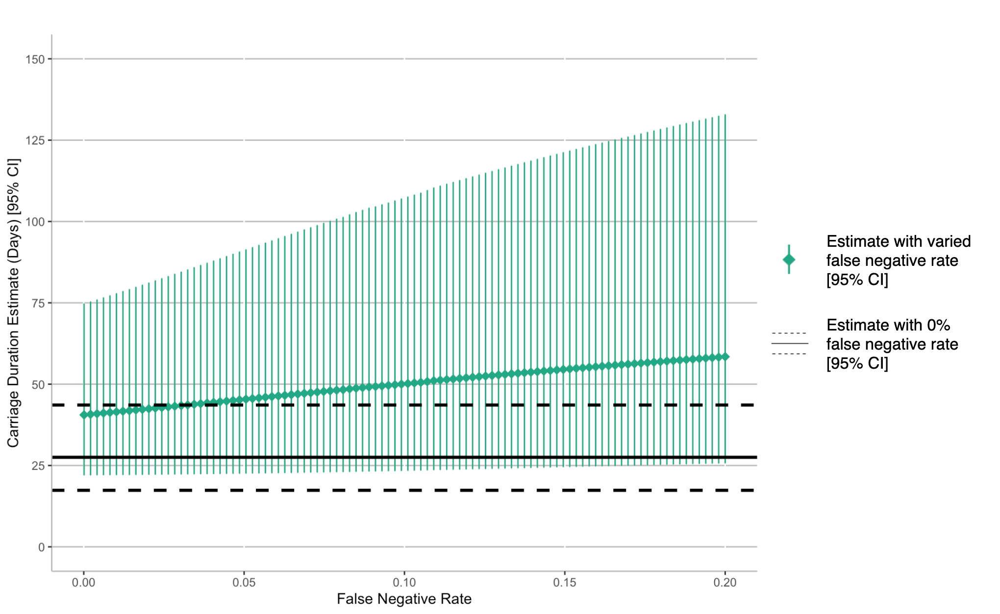 Carriage Duration Estimate (Days) [95% CI]
150
125
100
75
50
25
0
0.00
0.05
0.10
0.15
0.20
False Negative Rate
Estimate with varied
false negative rate
[95% CI]
Estimate with 0%
false negative rate
[95% CI]